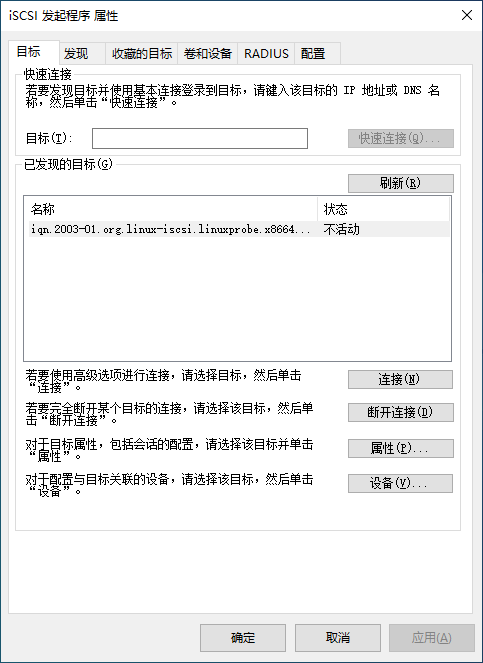 iSCSI 发起程序 属性
目标 发现 收藏的目标 卷和设备 RADIUS 配置
快速连接
若要发现目标并使用基本连接登录到目标，请键入该目标的 IP 地址或 DNS 名
称，然后单击“快速连接”。
目标(T): 快速连接(Q)...
已发现的目标(G)
刷新(R)
名称 状态
iqn.2003-01.org.linux-iscsi.linuxprobe.x8664... 不活动
若要使用高级选项进行连接，请选择目标，然后单击
“连接”。
连接(N)
若要完全断开某个目标的连接，请选择该目标，然后单
击“断开连接”。
断开连接(D)
对于目标属性，包括会话的配置，请选择该目标并单击
“属性”。
属性(P)...
对于配置与目标关联的设备，请选择该目标，然后单击
“设备”。
设备(V)...
确定 取消 应用(A)